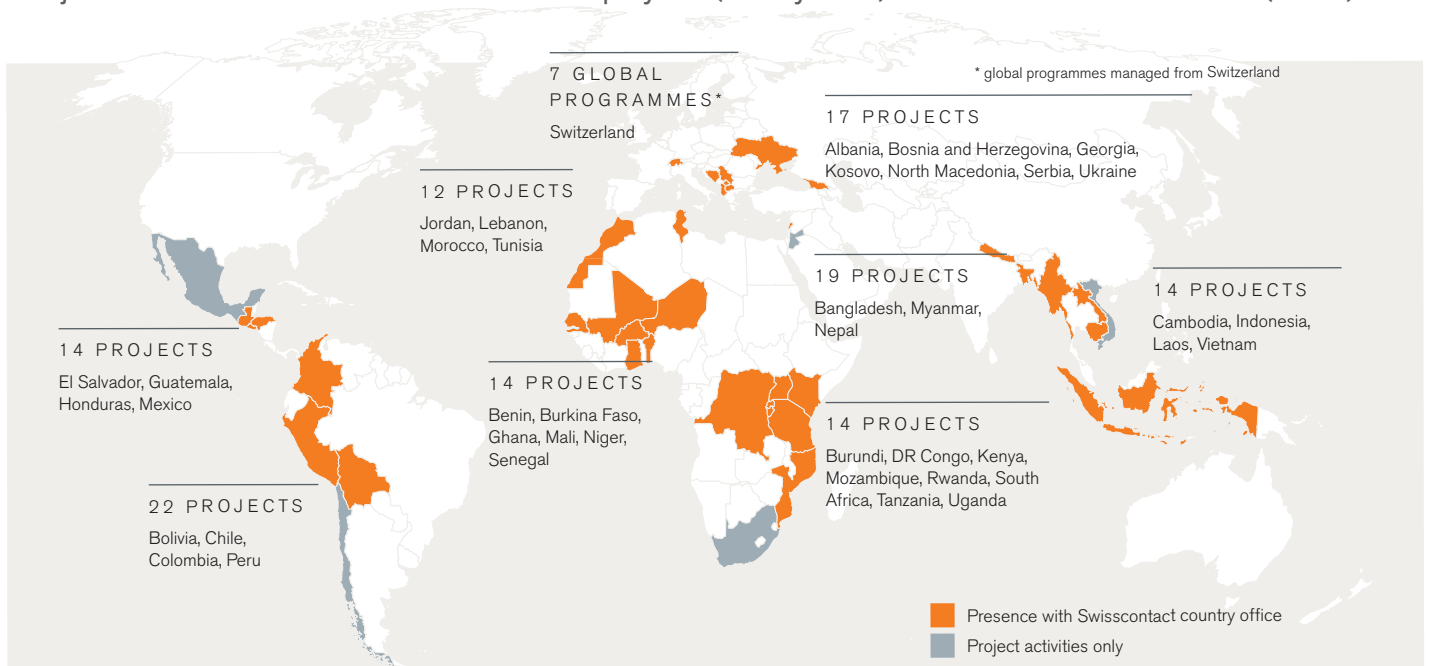 7 GLOBAL
PROGRAMMES*
Switzerland
* global programmes managed from Switzerland
17 PROJECTS
Albania, Bosnia and Herzegovina, Georgia,
Kosovo, North Macedonia, Serbia, Ukraine
12 PROJECTS
Jordan, Lebanon,
Morocco, Tunisia
19 PROJECTS
Bangladesh, Myanmar,
Nepal
14 PROJECTS
Cambodia, Indonesia,
Laos, Vietnam
14 PROJECTS
El Salvador, Guatemala,
Honduras, Mexico
14 PROJECTS
Benin, Burkina Faso,
Ghana, Mali, Niger,
Senegal
14 PROJECTS
Burundi, DR Congo, Kenya,
Mozambique, Rwanda, South
Africa, Tanzania, Uganda
22 PROJECTS
Bolivia, Chile,
Colombia, Peru
Presence with Swisscontact country office
Project activities only